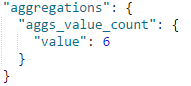 "aggregations": {
"aggs_value_count": {
"value": 6
}
}